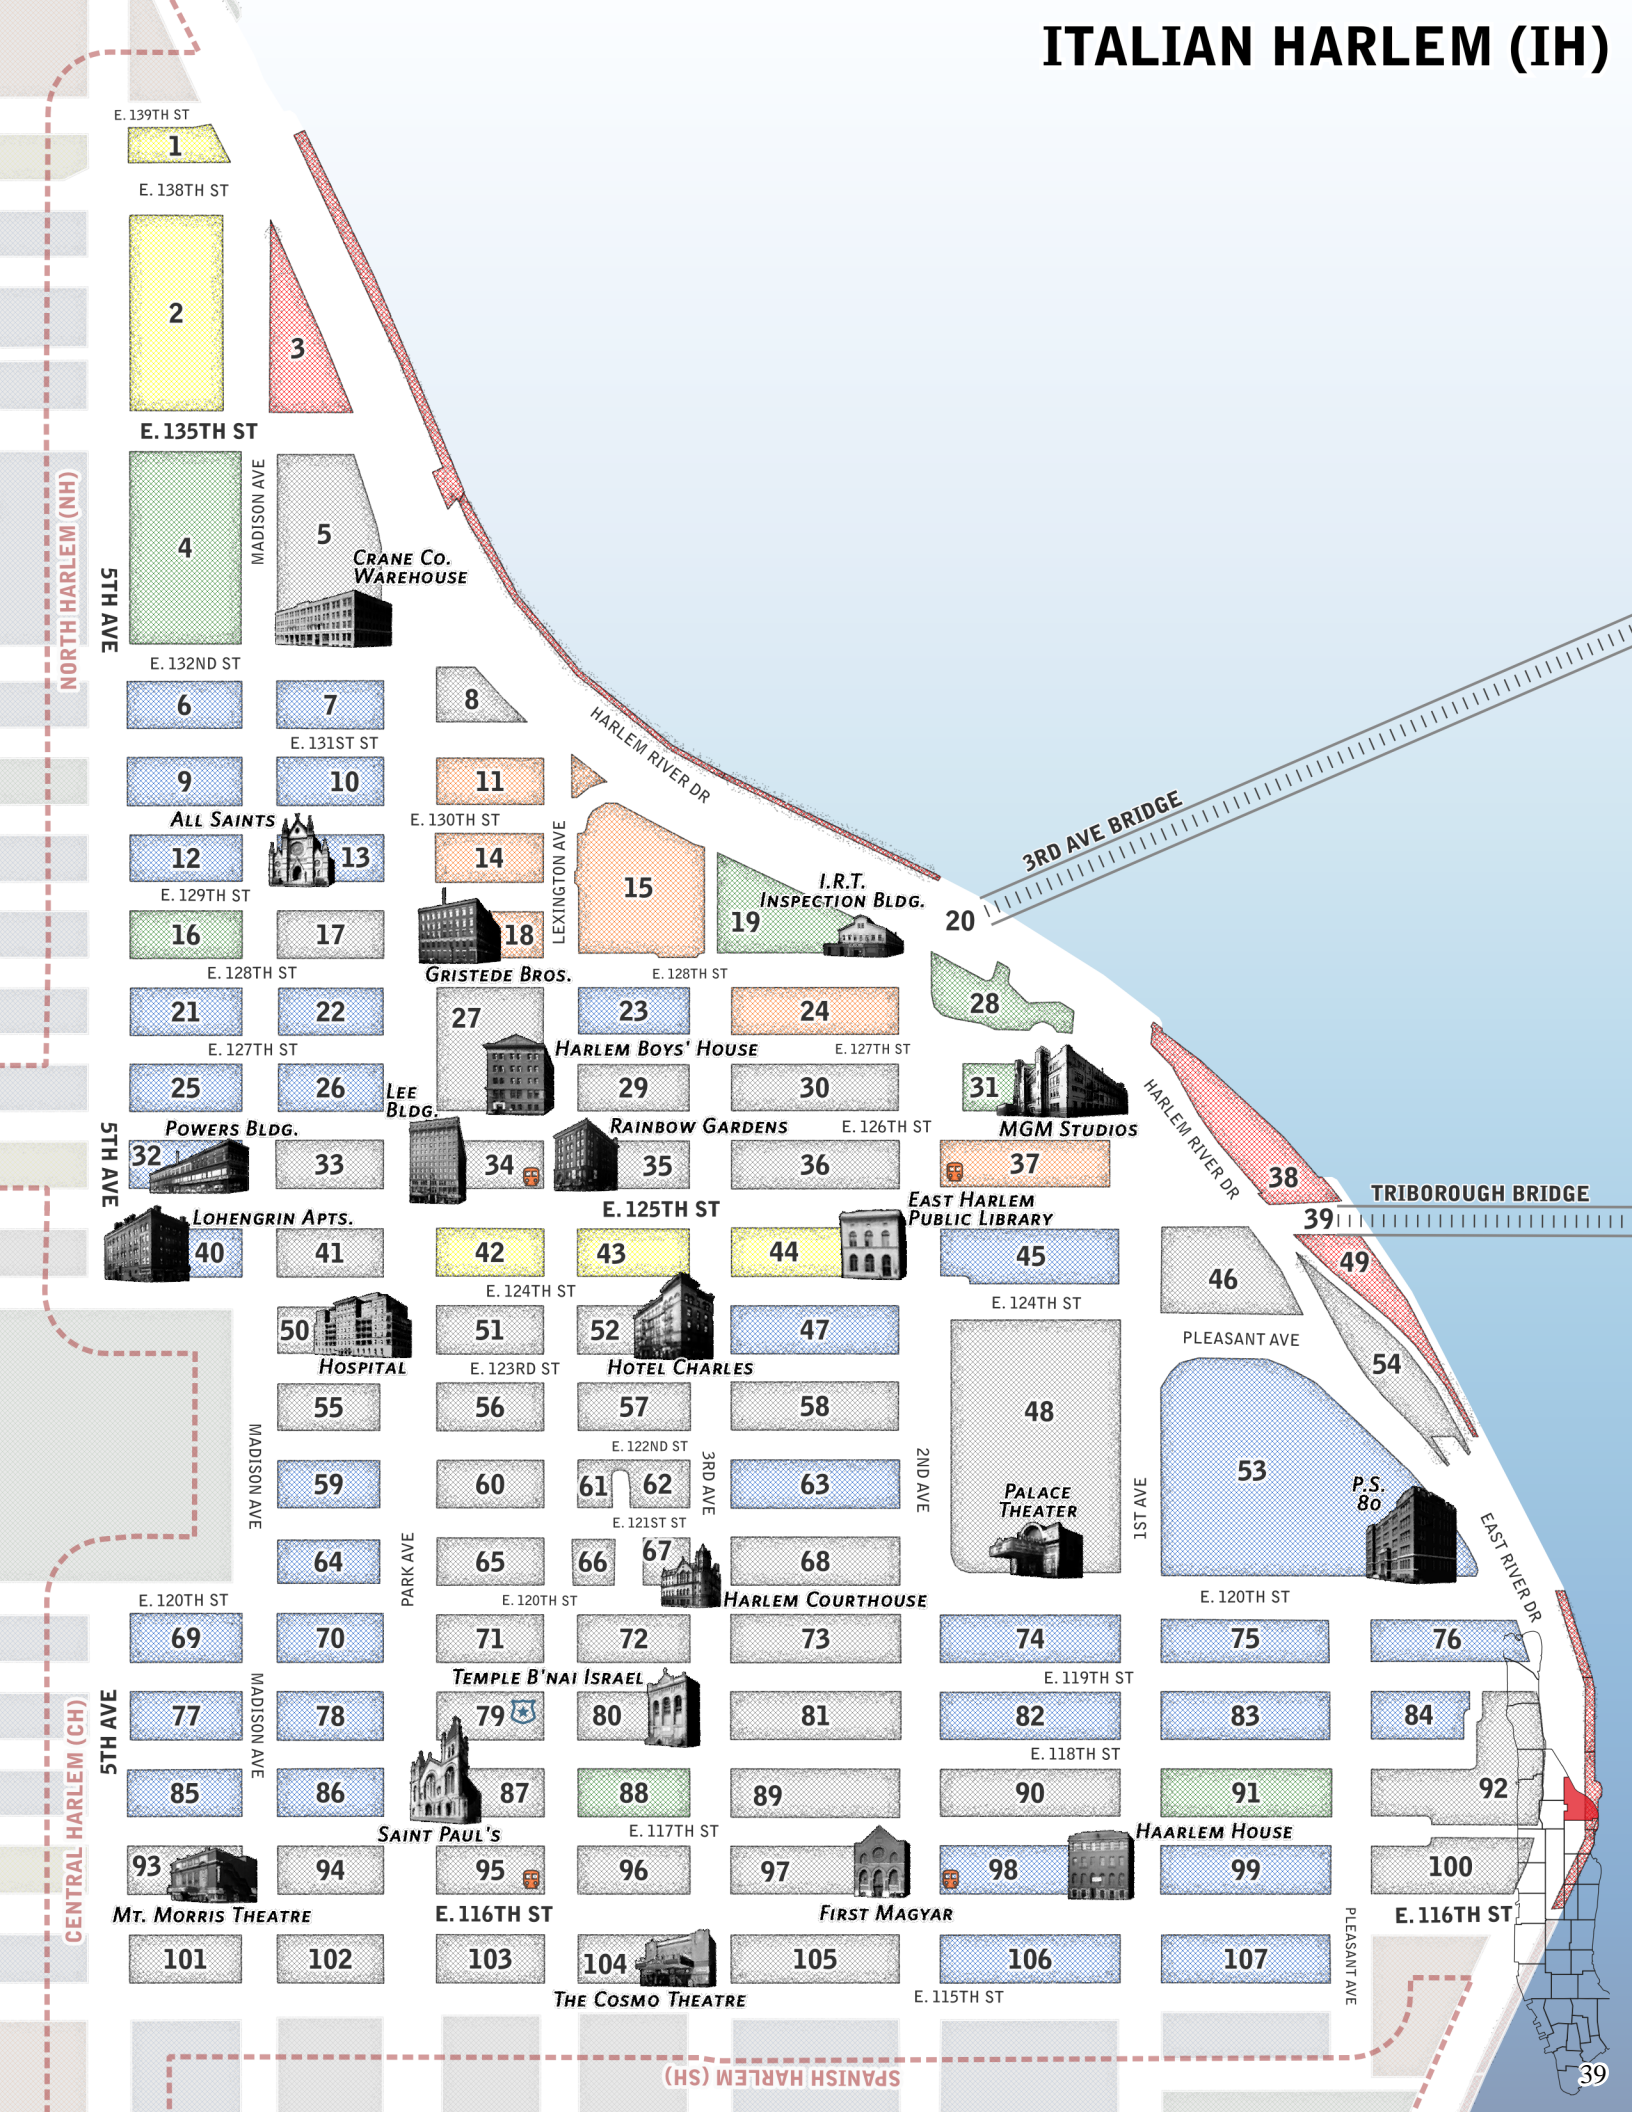 ITALIAN HARLEM (IH)
E. 139TH ST
1
E. 138TH ST
2
3
E. 135TH ST
NORTH HARLEM (NH)
5TH AVE
MADISON AVE
4
5
CRANE CO.
WAREHOUSE
E. 132ND ST
6
7
8
E. 131ST ST
HARLEM RIVER DR
9
10
11
ALL SAINTS
E. 130TH ST
LEXINGTON AVE
3RD AVE BRIDGE
12
13
14
15
E. 129TH ST
I.R.T.
INSPECTION BLDG.
16
17
18
19
20
E. 128TH ST
GRISTEDE BROS.
E. 128TH ST
21
22
27
23
24
28
E. 127TH ST
HARLEM BOYS' HOUSE
E. 127TH ST
25
26
LEE
BLDG.
29
30
31
HARLEM RIVER DR
5TH AVE
POWERS BLDG.
RAINBOW GARDENS
E. 126TH ST
MGM STUDIOS
32
33
34
35
36
37
38
TRIBOROUGH BRIDGE
E. 125TH ST
EAST HARLEM
PUBLIC LIBRARY
39
LOHENGRIN APTS.
40
41
42
43
44
45
46
49
E. 124TH ST
E. 124TH ST
50
51
52
47
PLEASANT AVE
HOSPITAL
E. 123RD ST
HOTEL CHARLES
54
55
56
57
58
48
MADISON AVE
E. 122ND ST
3RD AVE
2ND AVE
1ST AVE
59
60
61
62
63
53
PALACE
THEATER
P.S.
80
E. 121ST ST
PARK AVE
64
65
66
67
68
EAST RIVER DR
E. 120TH ST
E. 120TH ST
HARLEM COURTHOUSE
E. 120TH ST
69
70
71
72
73
74
75
76
TEMPLE B'NAI ISRAEL
E. 119TH ST
CENTRAL HARLEM (CH)
5TH AVE
MADISON AVE
77
78
79
80
81
82
83
84
E. 118TH ST
85
86
87
88
89
90
91
92
SAINT PAUL'S
E. 117TH ST
HAARLEM HOUSE
93
94
95
96
97
98
99
100
MT. MORRIS THEATRE
E. 116TH ST
FIRST MAGYAR
E. 116TH ST
PLEASANT AVE
101
102
103
104
105
106
107
THE COSMO THEATRE
E. 115TH ST
SPANISH HARLEM (SH)
39